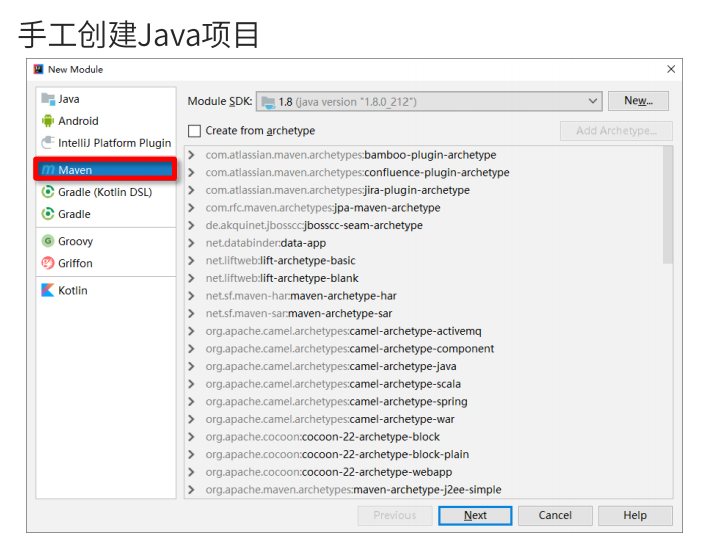 手工创建Java项目
New Module
Java
Android
IntelliJ Platform Plugin
Maven
Gradle (Kotlin DSL)
Gradle
Groovy
Griffon
Kotlin
Module SDK: 1.8 (java version "1.8.0_212") New...
Create from archetype Add Archetype...
com.atlassian.maven.archetypes:bamboo-plugin-archetype
com.atlassian.maven.archetypes:confluence-plugin-archetype
com.atlassian.maven.archetypes:jira-plugin-archetype
com.rfc.maven.archetypes:jpa-maven-archetype
de.akquinet.jbosscc:jbosscc-seam-archetype
net.databinder:data-app
net.liftweb:lift-archetype-basic
net.liftweb:lift-archetype-blank
net.sf.maven-har:maven-archetype-har
net.sf.maven-sar:maven-archetype-sar
org.apache.camel.archetypes:camel-archetype-activemq
org.apache.camel.archetypes:camel-archetype-component
org.apache.camel.archetypes:camel-archetype-java
org.apache.camel.archetypes:camel-archetype-scala
org.apache.camel.archetypes:camel-archetype-spring
org.apache.camel.archetypes:camel-archetype-war
org.apache.cocoon:cocoon-22-archetype-block
org.apache.cocoon:cocoon-22-archetype-block-plain
org.apache.cocoon:cocoon-22-archetype-webapp
org.apache.maven.archetypes:maven-archetype-j2ee-simple
Previous Next Cancel Help